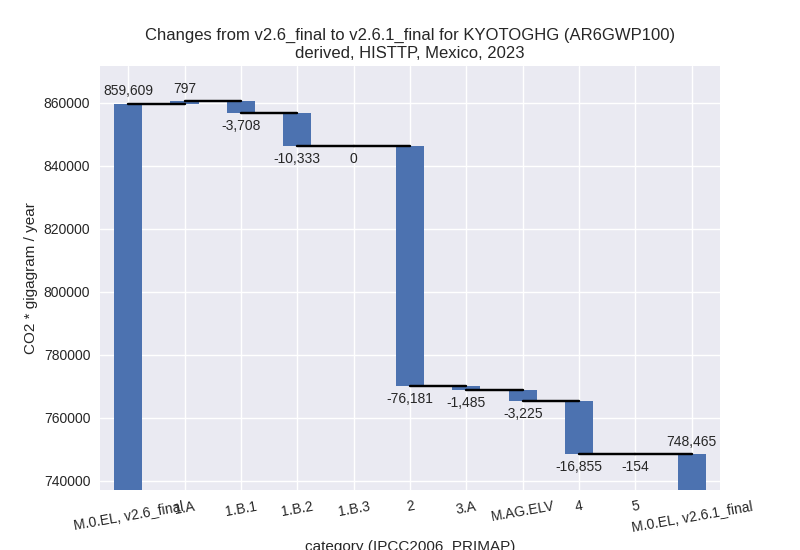 Changes from v2.6_final to v2.6.1_final for KYOTOGHG (AR6GWP100)
derived, HISTTP, Mexico, 2023
859,609
797
-3,708
-10,333
0
-76,181
-1,485
-3,225
-16,855
-154
748,465
860000
840000
820000
800000
780000
760000
740000
CO2 * gigagram / year
M.0.EL, v2.6_final
1.A
1.B.1
1.B.2
1.B.3
2
3.A
M.AG.ELV
4
5
M.0.EL, v2.6.1_final
category (IPCC2006_PRIMAP)